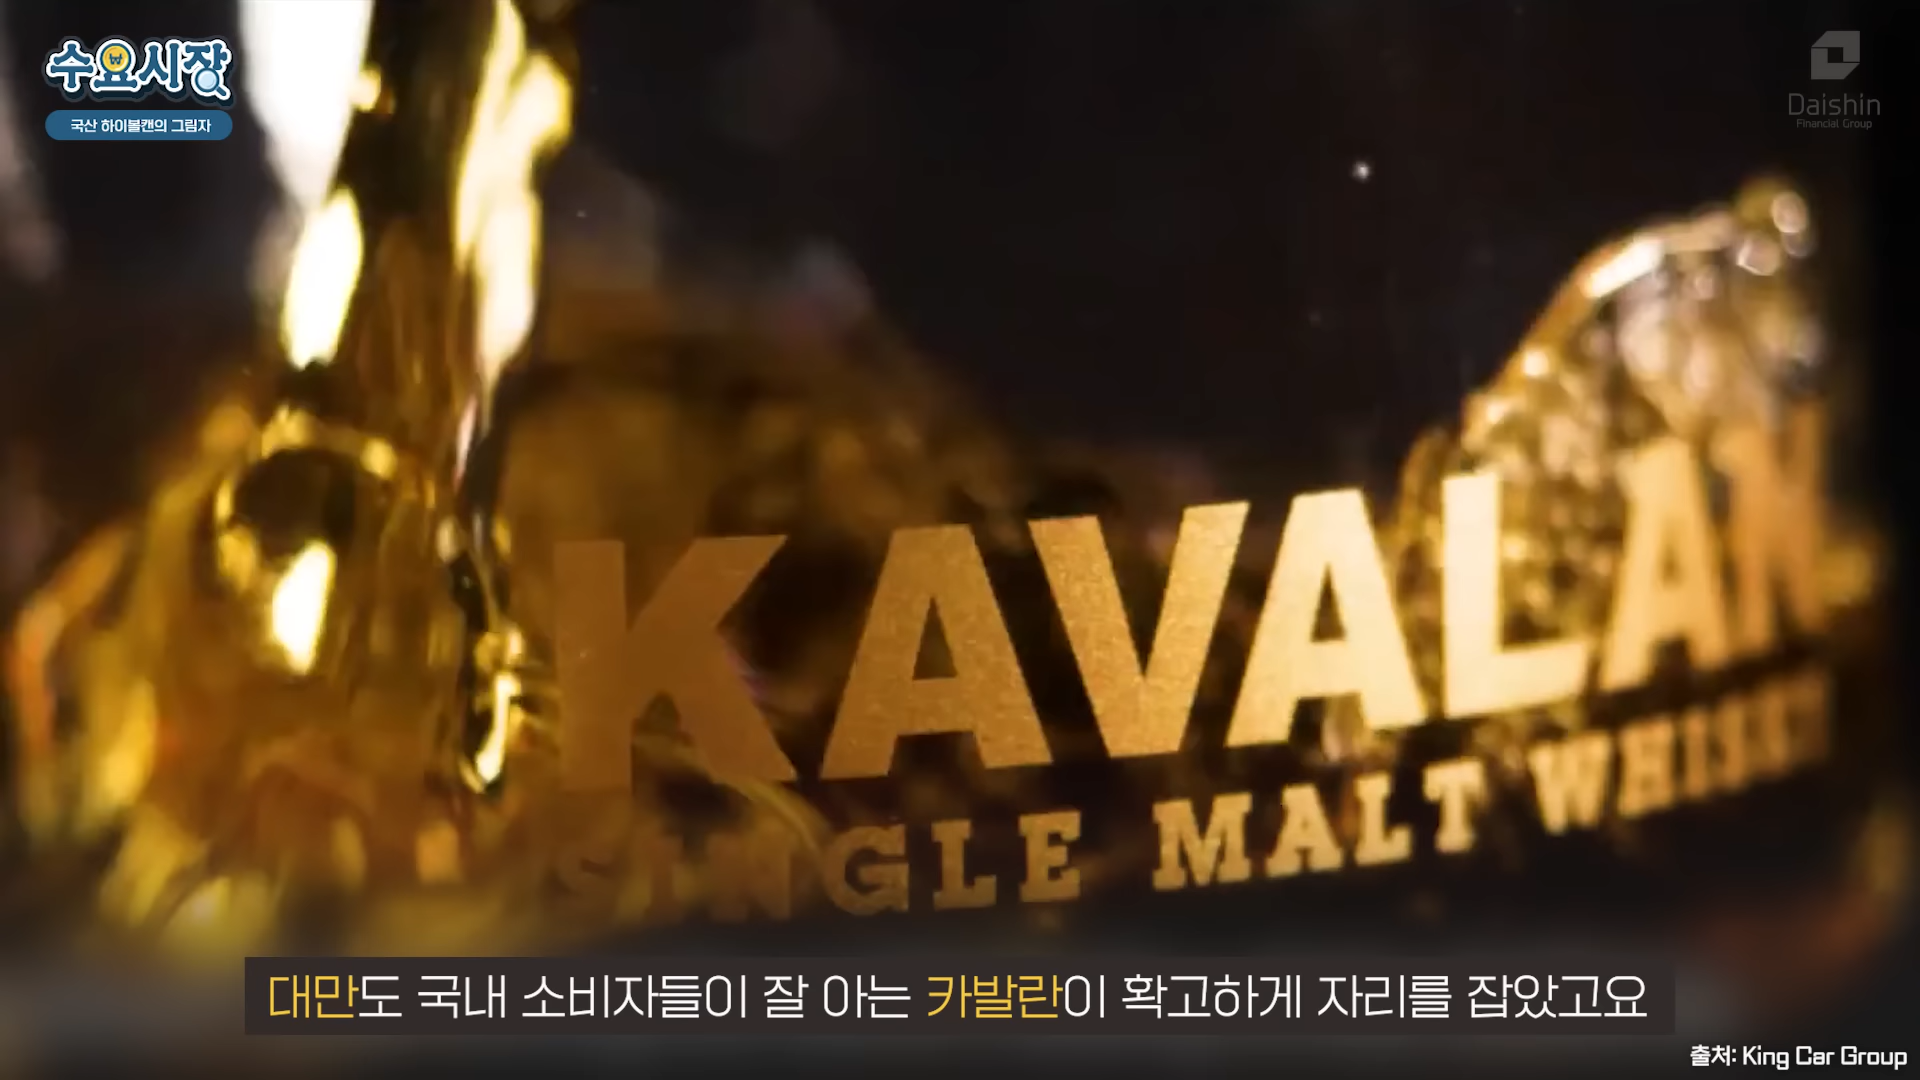 수요시장
국산 하이볼캔의 그림자
Daishin
Financial Group
KAVALAN
SINGLE MALT WHISKY
대만도 국내 소비자들이 잘 아는 카발란이 확고하게 자리를 잡았고요
출처: King Car Group